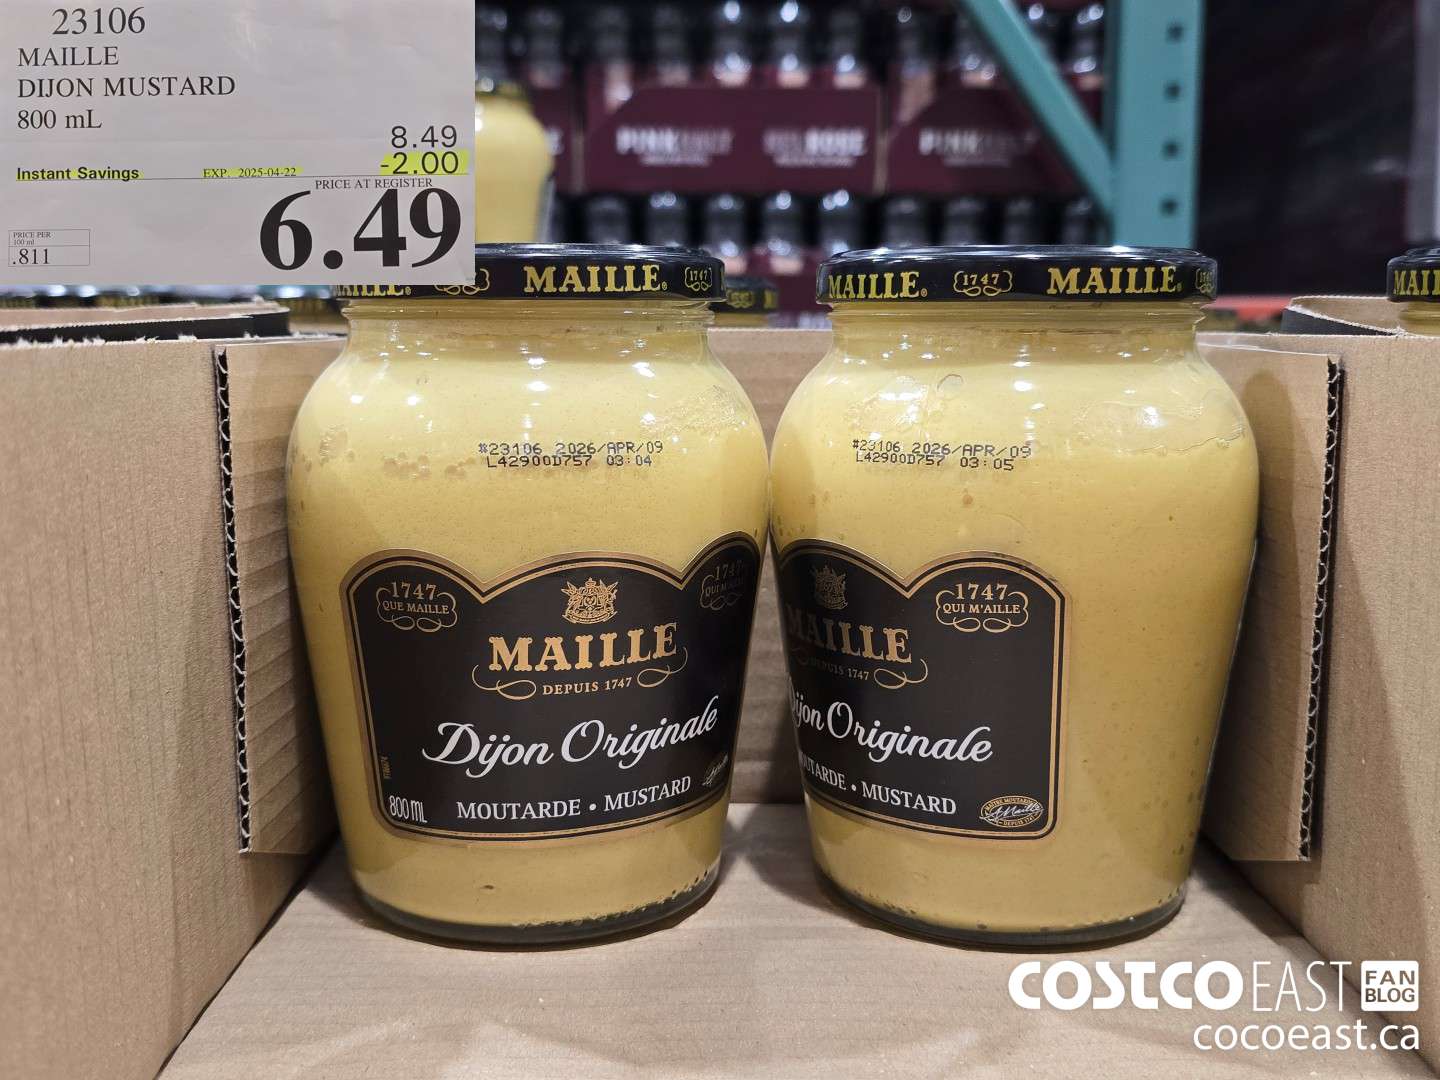 23106
MAILLE
DIJON MUSTARD
800 mL
8.49
Instant Savings EXP. 2025-04-22 -2.00
PRICE AT REGISTER
6.49
PRICE PER
100 ml
.811
MAILLE® 1747
MAILLE® 1747 MAILLE®
#23106 2026/APR/09
L42900D757 03:04
#23106 2026/APR/09
L42900D757 03:05
1747
QUE MAILLE
MAILLE
DEPUIS 1747
Dijon Originale
MOUTARDE • MUSTARD
800 mL
1747
QUI M'AILLE
MAILLE
DEPUIS 1747
Dijon Originale
MUSTARD
COSTCO EAST FAN BLOG
cocoeast.ca